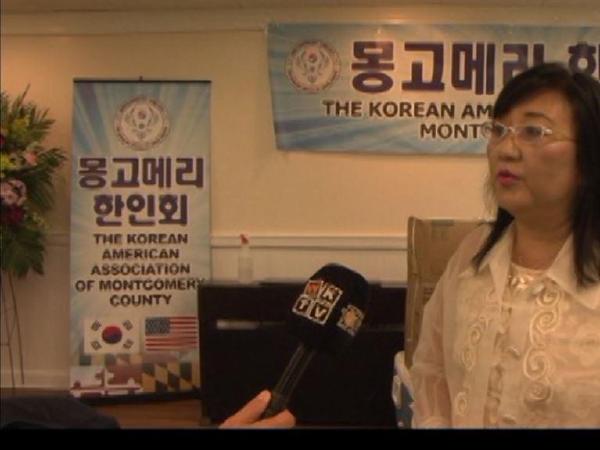 몽고메리
한인회
THE KOREAN
AMERICAN
ASSOCIATION
OF MONTGOMERY
COUNTY
몽고메리 한
THE KOREAN AM
MONT
K
tv